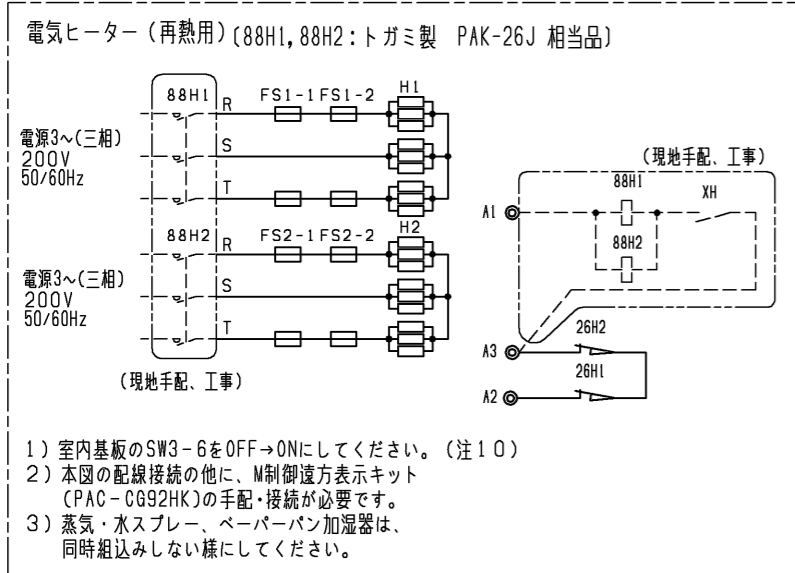 電気ヒーター(再熱用)〔88H1,88H2:トガミ製 PAK-26J 相当品〕
88H1
R
FS1-1
FS1-2
H1
電源3~(三相)
200V
50/60Hz
S
T
88H2
R
FS2-1
FS2-2
H2
電源3~(三相)
200V
50/60Hz
S
T
(現地手配、工事)
(現地手配、工事)
88H1
XH
A1
88H2
26H2
A3
26H1
A2
1)室内基板のSW3-6をOFF→ONにしてください。(注10)
2)本図の配線接続の他に、M制御遠方表示キット
(PAC-CG92HK)の手配・接続が必要です。
3)蒸気・水スプレー、ペーパーパン加湿器は、
同時組込みしない様にしてください。